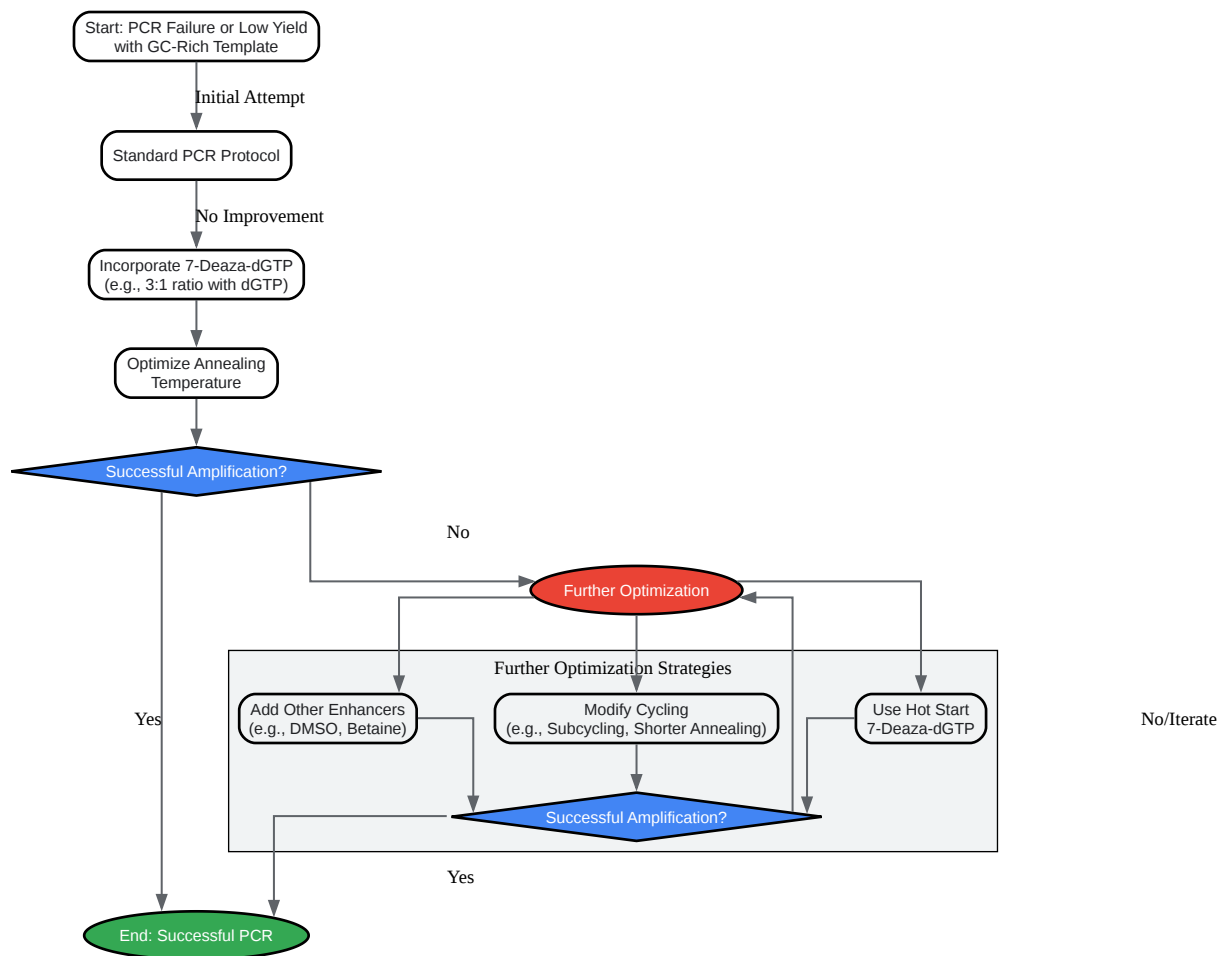 Start: PCR Failure or Low Yield
with GC-Rich Template
Initial Attempt
Standard PCR Protocol
No Improvement
Incorporate 7-Deaza-dGTP
(e.g., 3:1 ratio with dGTP)
Optimize Annealing
Temperature
Successful Amplification?
No
Further Optimization
Further Optimization Strategies
Add Other Enhancers
(e.g., DMSO, Betaine)
Modify Cycling
(e.g., Subcycling, Shorter Annealing)
Use Hot Start
7-Deaza-dGTP
Yes
No/Iterate
Successful Amplification?
Yes
End: Successful PCR